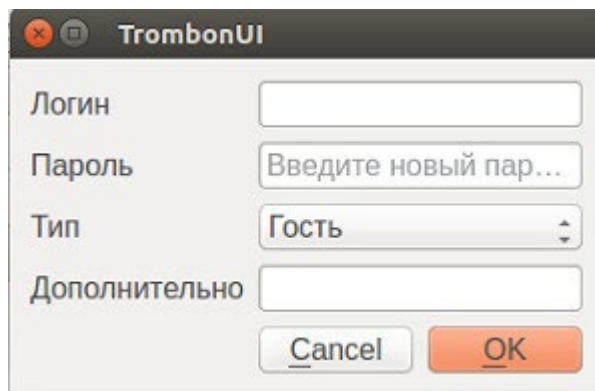 TrombonUI
Логин
Пароль Введите новый пар...
Тип Гость
Дополнительно
Cancel OK